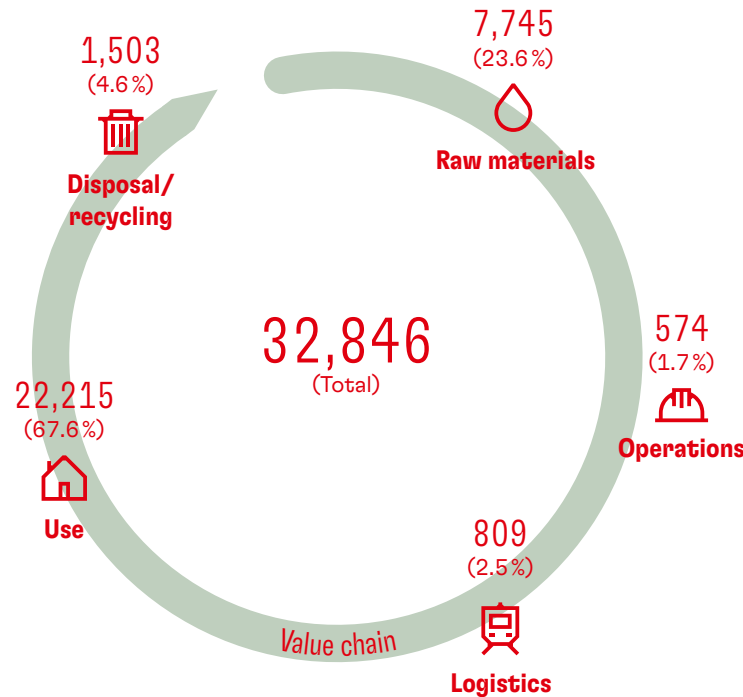 7,745
(23.6%)
Raw materials
574
(1.7%)
Operations
809
(2.5%)
Logistics
Value chain
22,215
(67.6%)
Use
1,503
(4.6%)
Disposal/
recycling
32,846
(Total)